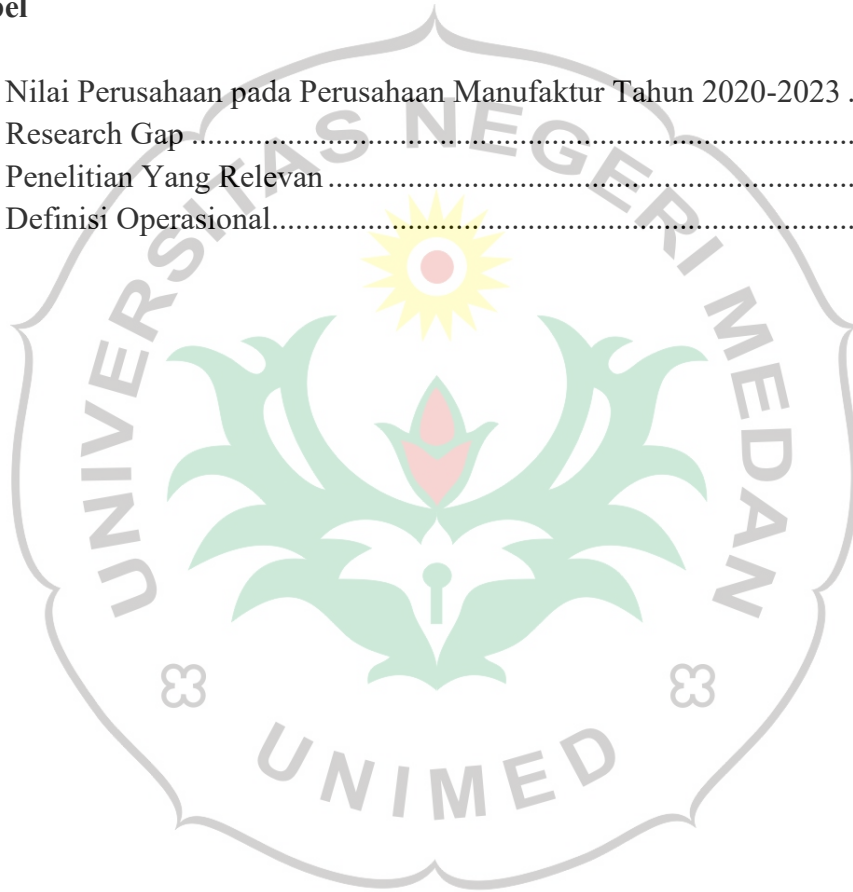 Nilai Perusahaan pada Perusahaan Manufaktur Tahun 2020-2023 .
Research Gap ....................................................................................
Penelitian Yang Relevan ...................................................................
Definisi Operasional..........................................................................
UNIVERSITAS NEGERI MEDAN
UNIMED